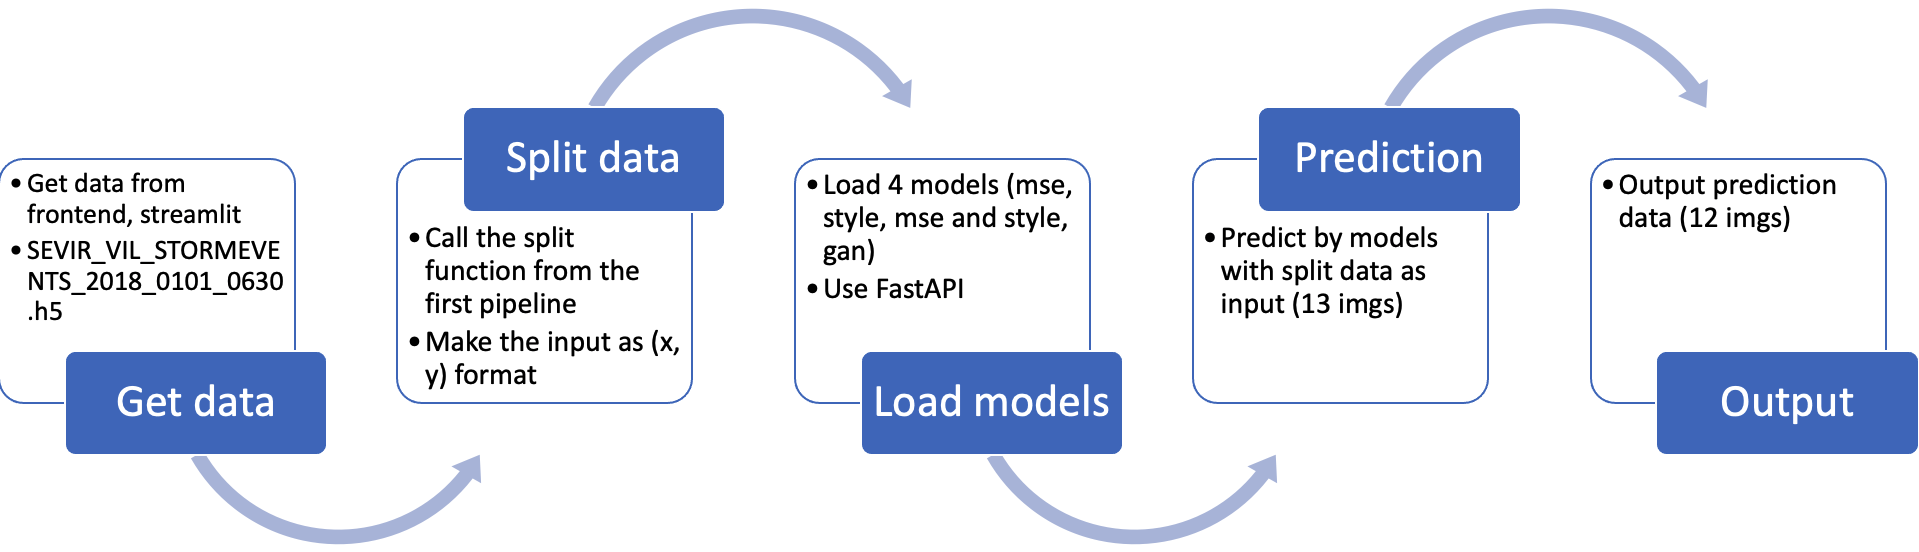 • Get data from
frontend, streamlit
• SEVIR_VIL_STORMEVE
NTS_2018_0101_0630
.h5
Get data
Split data
• Call the split
function from the
first pipeline
• Make the input as (x,
y) format
• Load 4 models (mse,
style, mse and style,
gan)
• Use FastAPI
Load models
Prediction
• Predict by models
with split data as
input (13 imgs)
• Output prediction
data (12 imgs)
Output